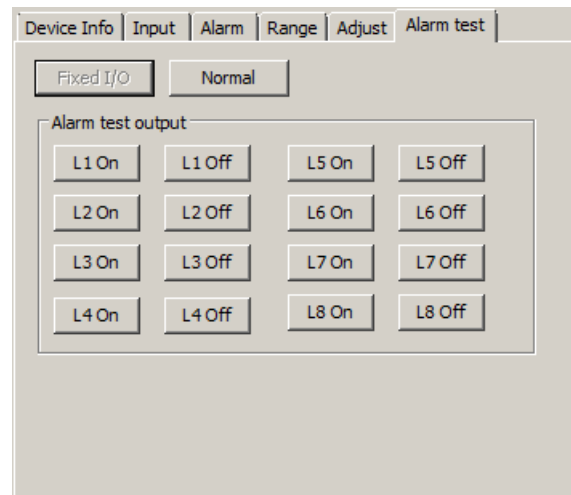 Device Info Input Alarm Range Adjust Alarm test
Fixed I/O Normal
Alarm test output
L1 On L1 Off L5 On L5 Off
L2 On L2 Off L6 On L6 Off
L3 On L3 Off L7 On L7 Off
L4 On L4 Off L8 On L8 Off